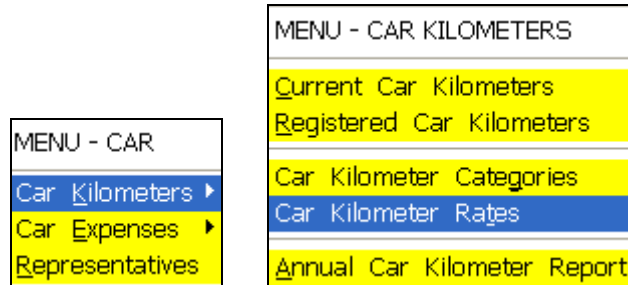 MENU - CAR
Car Kilometers
Car Expenses
Representatives
MENU - CAR KILOMETERS
Current Car Kilometers
Registered Car Kilometers
Car Kilometer Categories
Car Kilometer Rates
Annual Car Kilometer Report